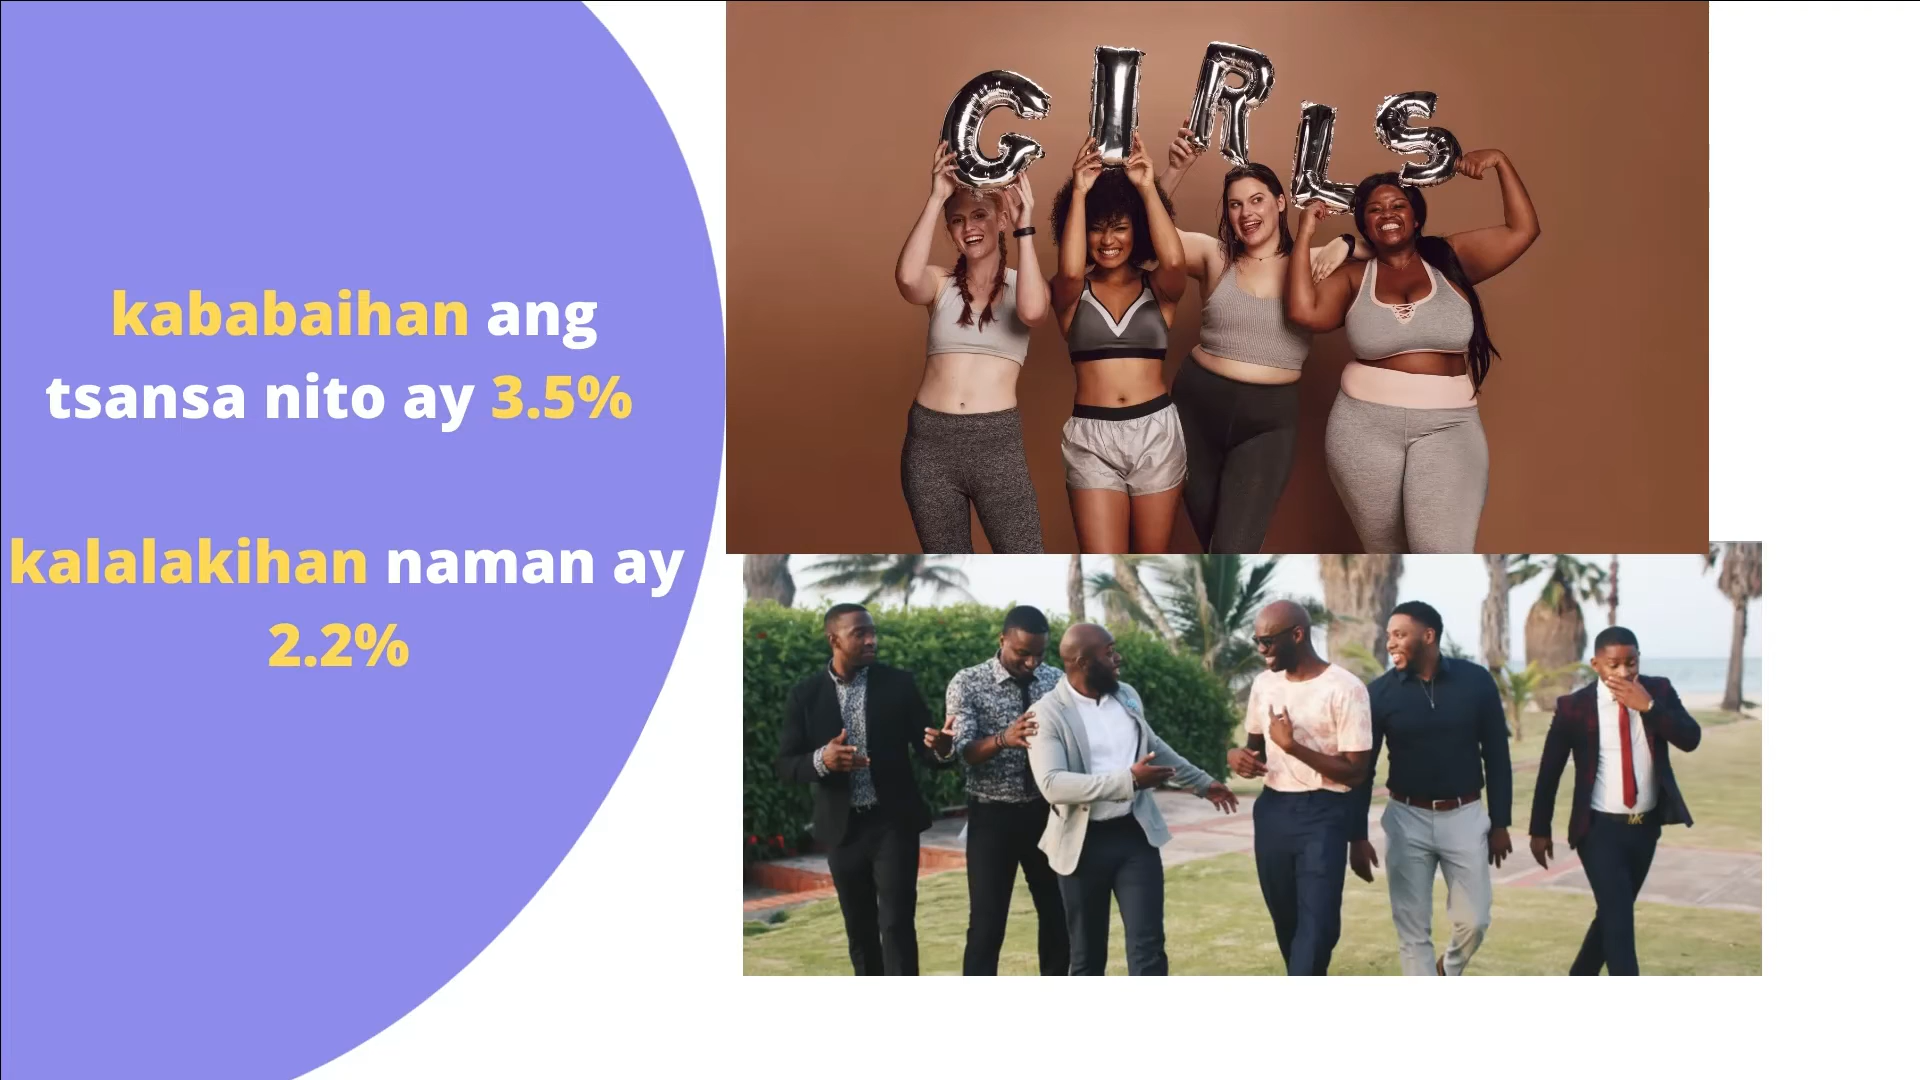 kababaihan ang
tsansa nito ay 3.5%
kalalakihan naman ay
2.2%
GIRLS